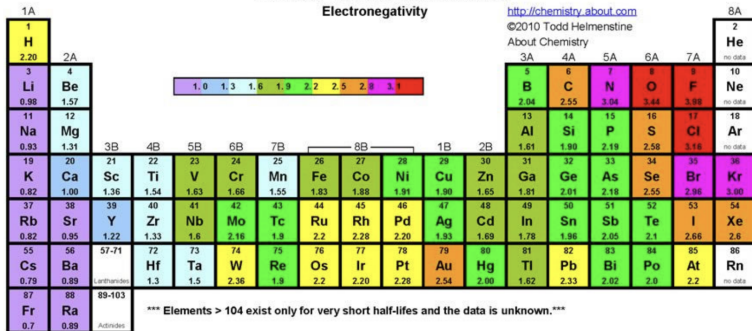 1A
Electronegativity
http://chemistry.about.com
©2010 Todd Helmenstine
About Chemistry
8A
1 H 2.20
2A
3A 4A 5A 6A 7A
2 He no data
3 Li 0.98
4 Be 1.57
1.0 1.3 1.6 1.9 2.2 2.5 2.8 3.1
5 B 2.04
6 C 2.55
7 N 3.04
8 O 3.44
9 F 3.98
10 Ne no data
11 Na 0.93
12 Mg 1.31
3B 4B 5B 6B 7B 8B 1B 2B
13 Al 1.61
14 Si 1.90
15 P 2.19
16 S 2.58
17 Cl 3.16
18 Ar no data
19 K 0.82
20 Ca 1.00
21 Sc 1.36
22 Ti 1.54
23 V 1.63
24 Cr 1.66
25 Mn 1.55
26 Fe 1.83
27 Co 1.88
28 Ni 1.91
29 Cu 1.90
30 Zn 1.65
31 Ga 1.81
32 Ge 2.01
33 As 2.18
34 Se 2.55
35 Br 2.96
36 Kr 3.00
37 Rb 0.82
38 Sr 0.95
39 Y 1.22
40 Zr 1.33
41 Nb 1.6
42 Mo 2.16
43 Tc 1.9
44 Ru 2.2
45 Rh 2.28
46 Pd 2.20
47 Ag 1.93
48 Cd 1.69
49 In 1.78
50 Sn 1.96
51 Sb 2.05
52 Te 2.1
53 I 2.66
54 Xe 2.6
55 Cs 0.79
56 Ba 0.89
57-71 Lanthanides
72 Hf 1.3
73 Ta 1.5
74 W 2.36
75 Re 1.9
76 Os 2.2
77 Ir 2.20
78 Pt 2.28
79 Au 2.54
80 Hg 2.00
81 Tl 1.62
82 Pb 2.33
83 Bi 2.02
84 Po 2.0
85 At 2.2
86 Rn no data
87 Fr 0.7
88 Ra 0.89
89-103 Actinides
*** Elements > 104 exist only for very short half-lifes and the data is unknown.***